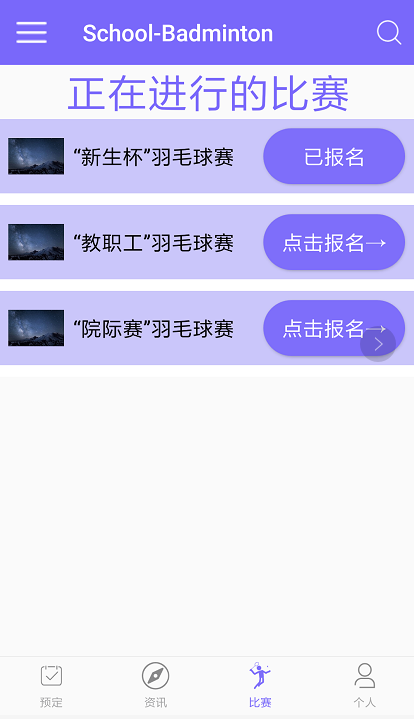 School-Badminton
正在进行的比赛
“新生杯”羽毛球赛 已报名
“教职工”羽毛球赛 点击报名→
“院际赛”羽毛球赛 点击报名→
预定 资讯 比赛 个人